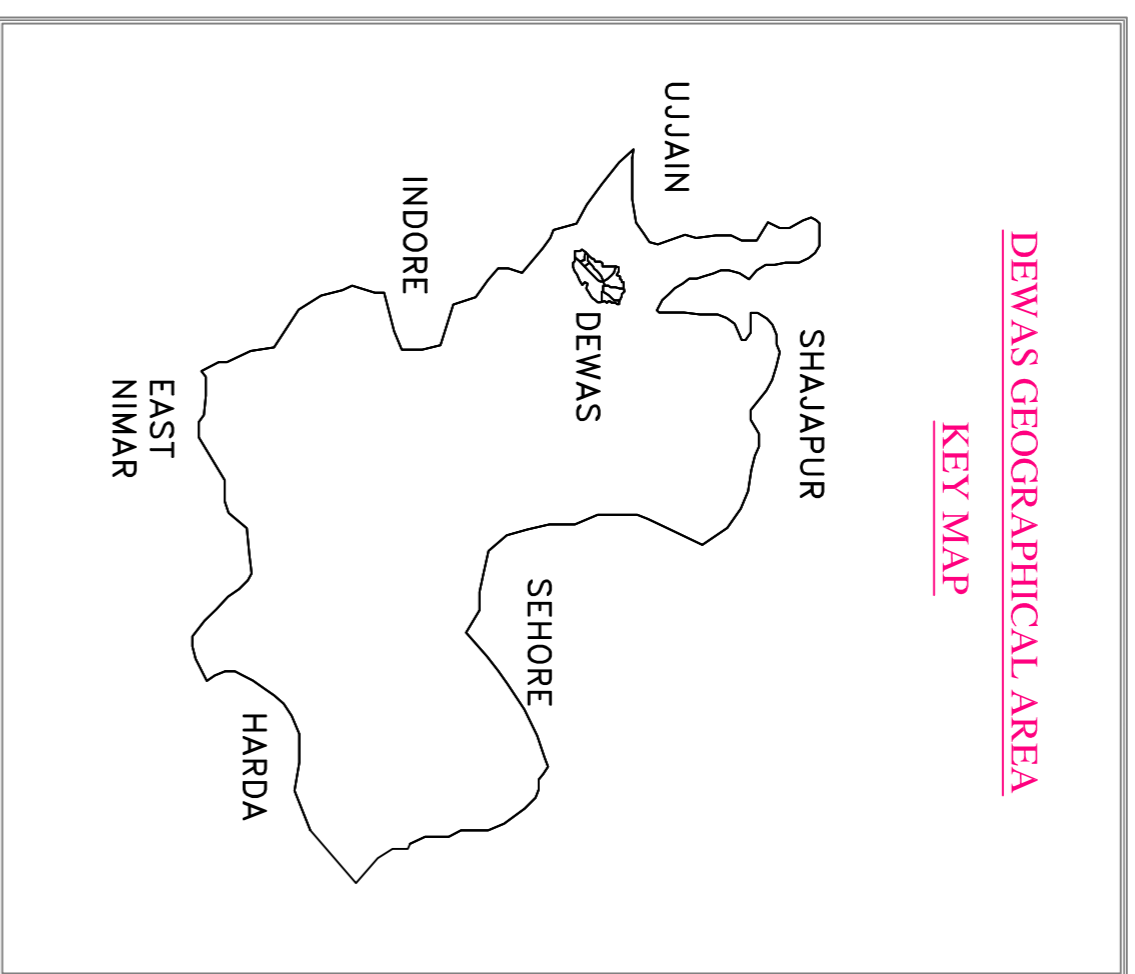 DEWAS GEOGRAPHICAL AREA
KEY MAP
SHAJAPUR
UJJAIN
DEWAS
SEHORE
INDORE
HARDA
EAST
NIMAR